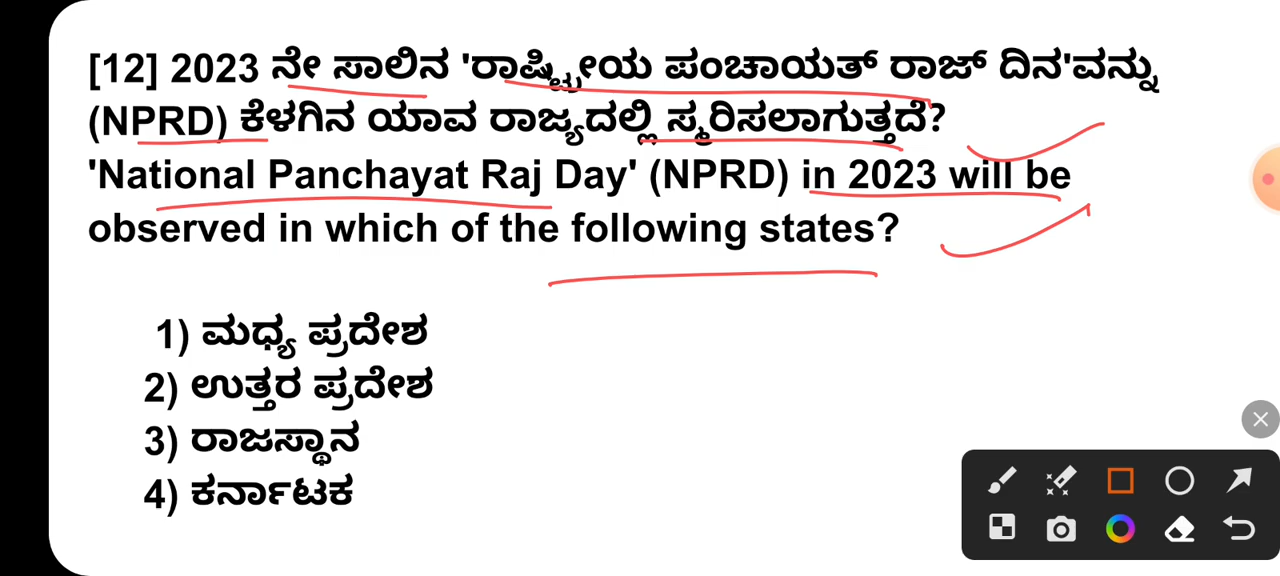 [12] 2023 ನೇ ಸಾಲಿನ 'ರಾಷ್ಟ್ರೀಯ ಪಂಚಾಯತ್ ರಾಜ್ ದಿನ'ವನ್ನು
(NPRD) ಕೆಳಗಿನ ಯಾವ ರಾಜ್ಯದಲ್ಲಿ ಸ್ಮರಿಸಲಾಗುತ್ತದೆ?
'National Panchayat Raj Day' (NPRD) in 2023 will be
observed in which of the following states?
1) ಮಧ್ಯ ಪ್ರದೇಶ
2) ಉತ್ತರ ಪ್ರದೇಶ
3) ರಾಜಸ್ಥಾನ
4) ಕರ್ನಾಟಕ